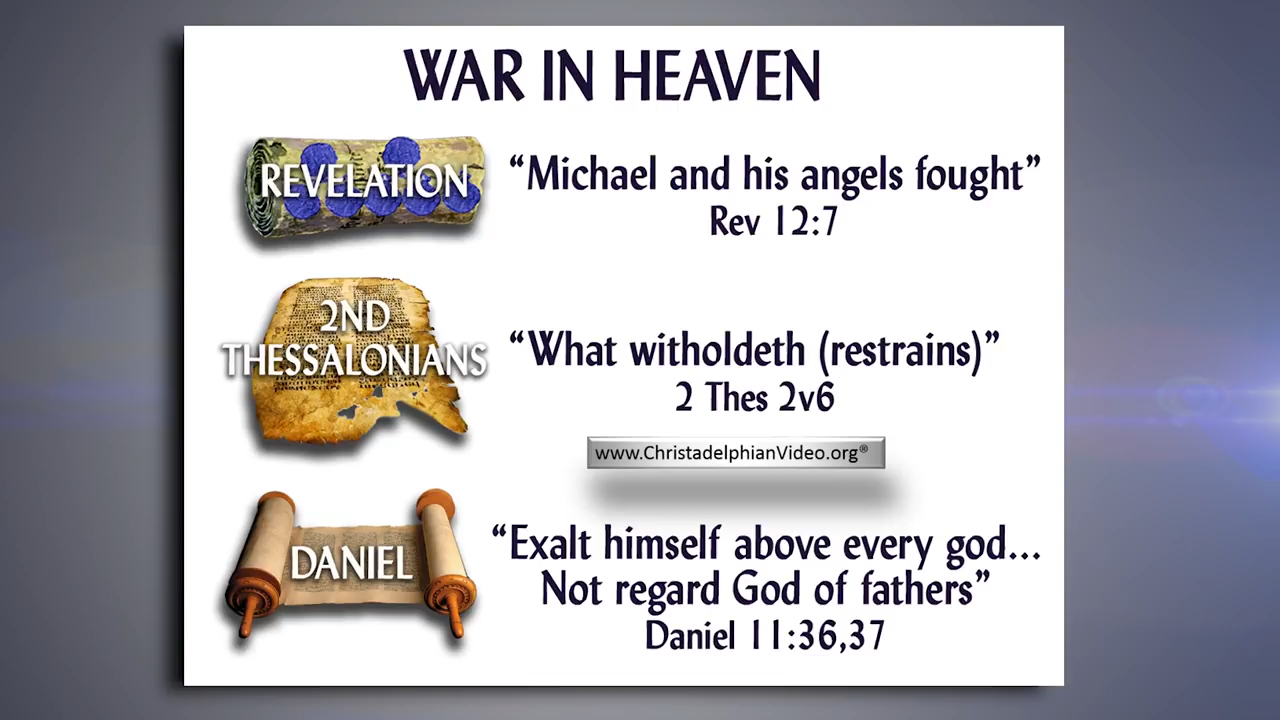 WAR IN HEAVEN
REVELATION
“Michael and his angels fought”
Rev 12:7
2ND
THESSALONIANS
“What witholdeth (restrains)”
2 Thes 2v6
www.ChristadelphianVideo.org®
DANIEL
“Exalt himself above every god...
Not regard God of fathers”
Daniel 11:36,37